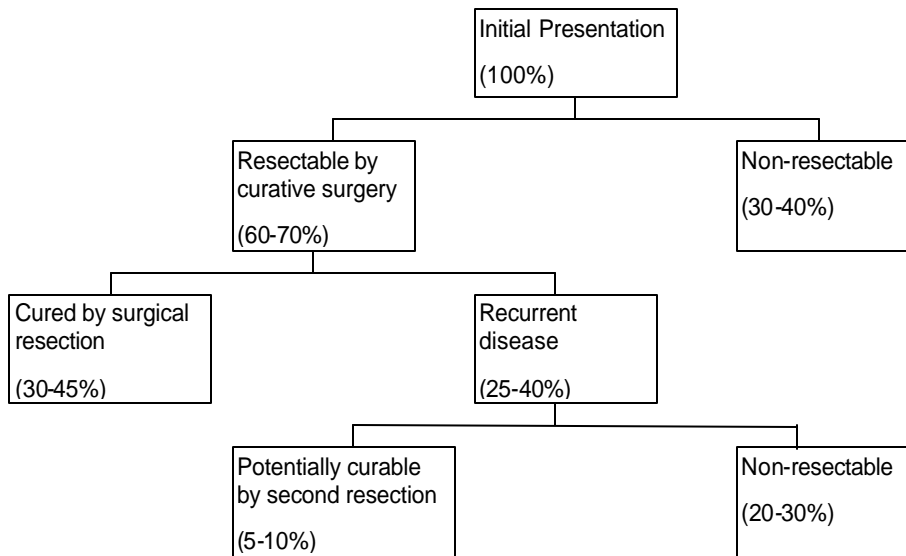 Initial Presentation
(100%)
Resectable by
curative surgery
(60-70%)
Non-resectable
(30-40%)
Cured by surgical
resection
(30-45%)
Recurrent
disease
(25-40%)
Potentially curable
by second resection
(5-10%)
Non-resectable
(20-30%)